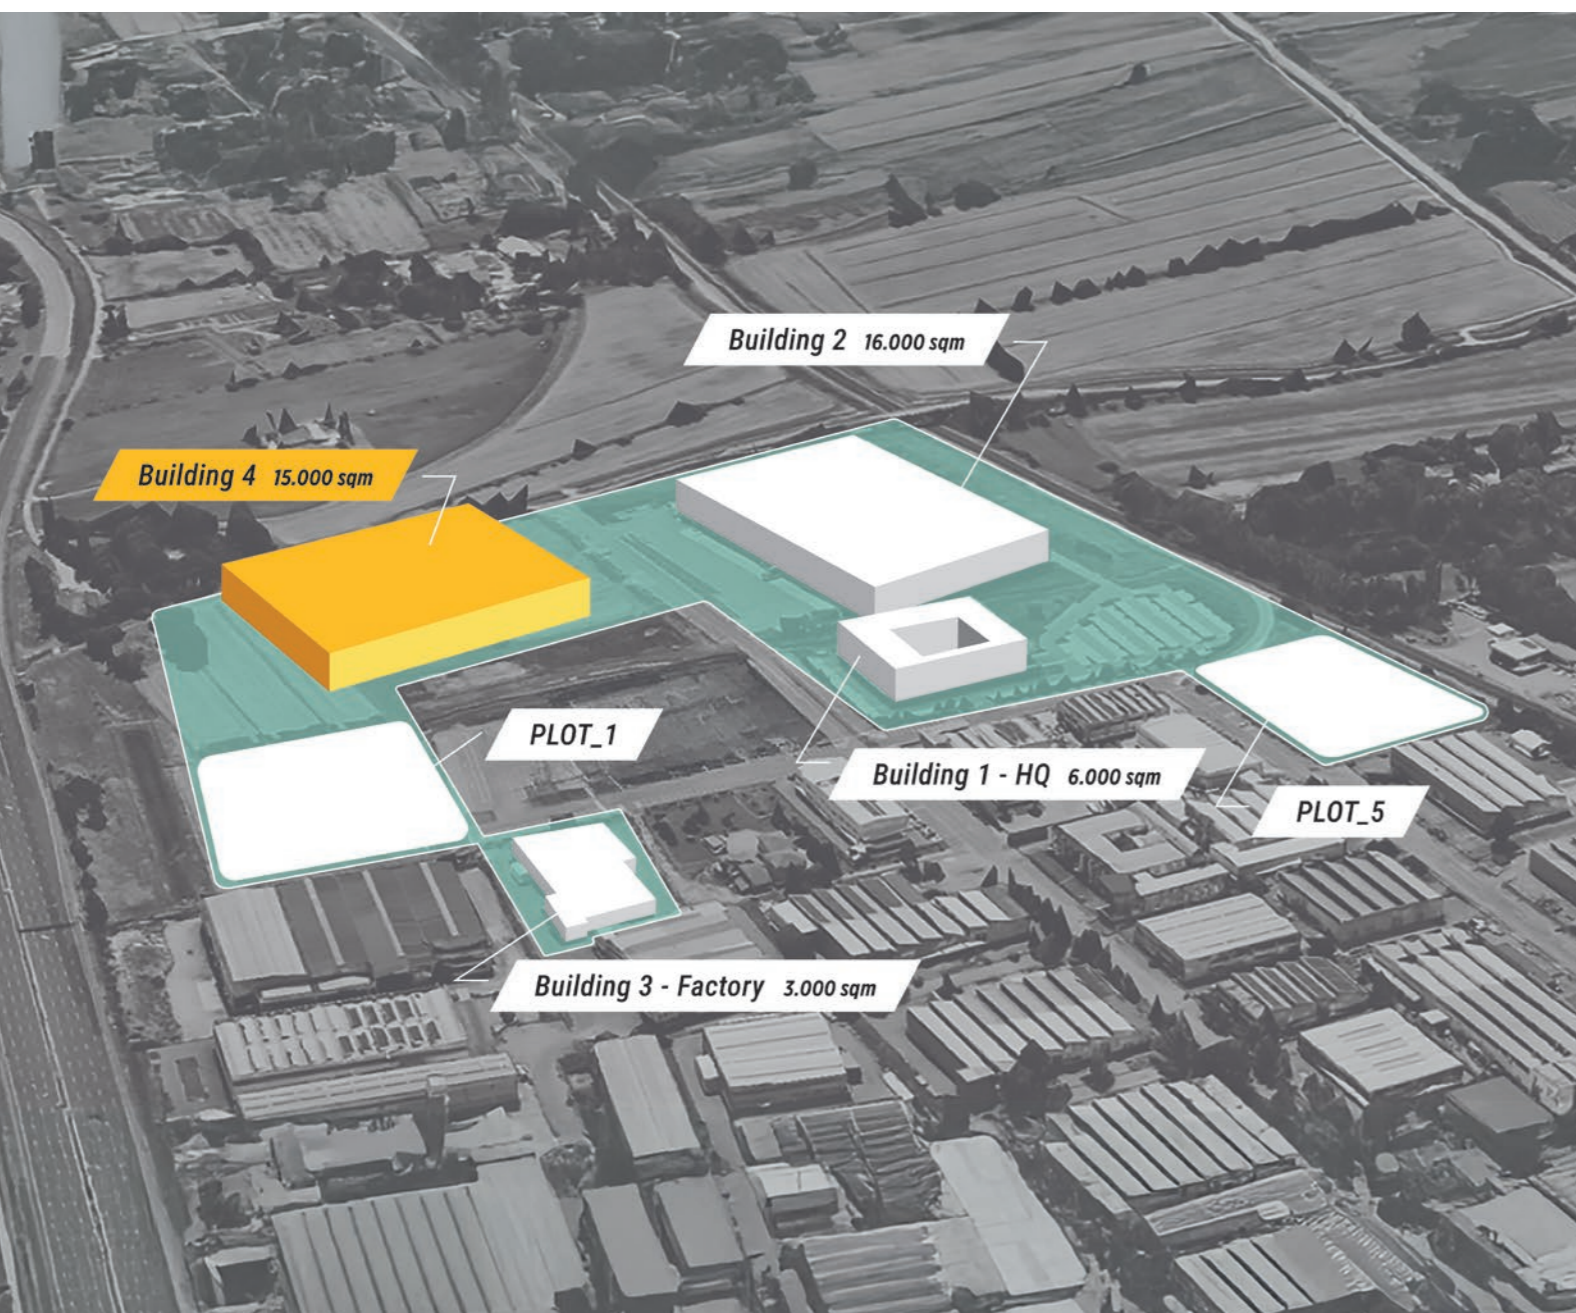 Building 2 16.000 sqm
Building 4 15.000 sqm
PLOT_1
Building 1 - HQ 6.000 sqm
PLOT_5
Building 3 - Factory 3.000 sqm